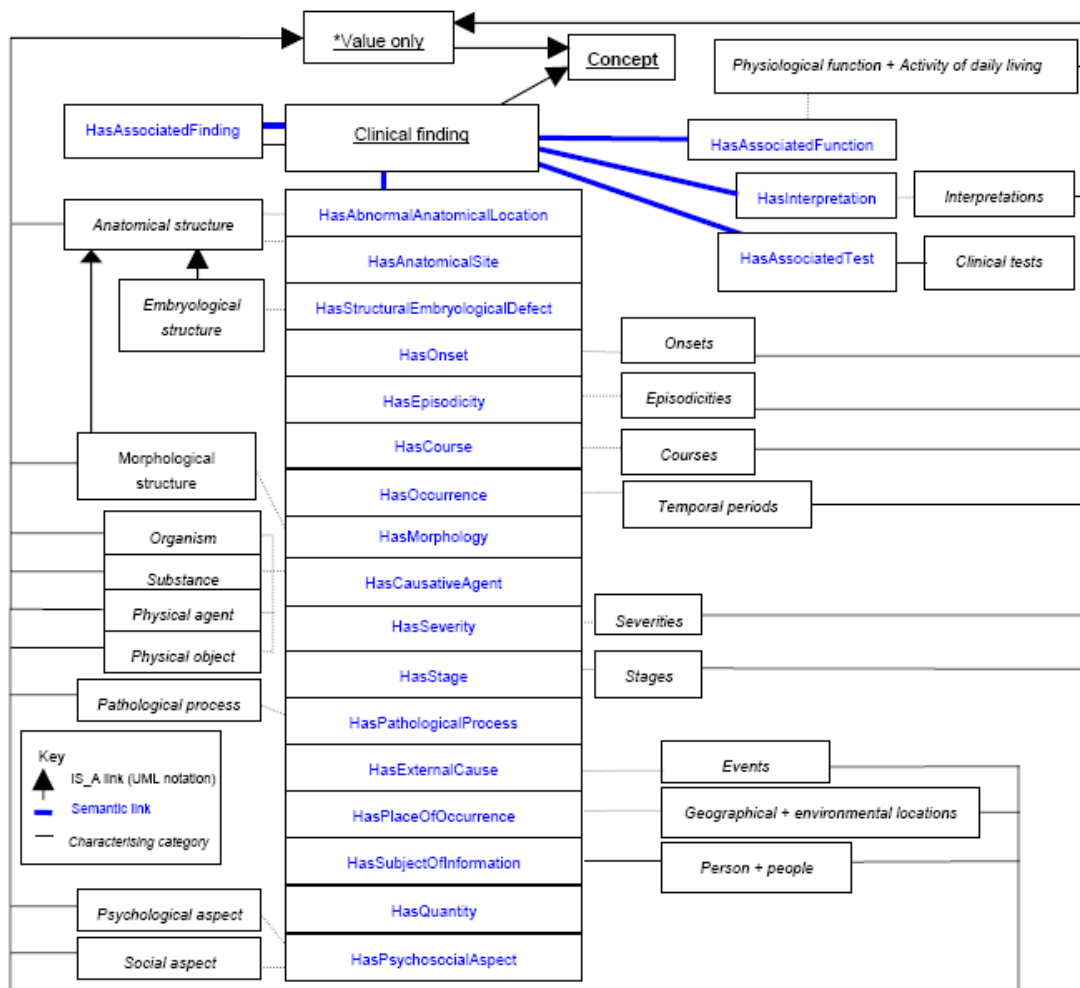 *Value only
Concept
Physiological function + Activity of daily living
HasAssociatedFinding
Clinical finding
HasAssociatedFunction
HasInterpretation
Interpretations
HasAssociatedTest
Clinical tests
Anatomical structure
HasAbnormalAnatomicalLocation
HasAnatomicalSite
Embryological
structure
HasStructuralEmbryologicalDefect
HasOnset
Onsets
HasEpisodicity
Episodicities
HasCourse
Courses
Morphological
structure
HasOccurrence
Temporal periods
HasMorphology
Organism
Substance
HasCausativeAgent
Physical agent
HasSeverity
Severities
Physical object
HasStage
Stages
Pathological process
HasPathologicalProcess
Key
IS_A link (UML notation)
Semantic link
Characterising category
HasExternalCause
Events
HasPlaceOfOccurrence
Geographical + environmental locations
HasSubjectOfInformation
Person + people
HasQuantity
Psychological aspect
HasPsychosocialAspect
Social aspect